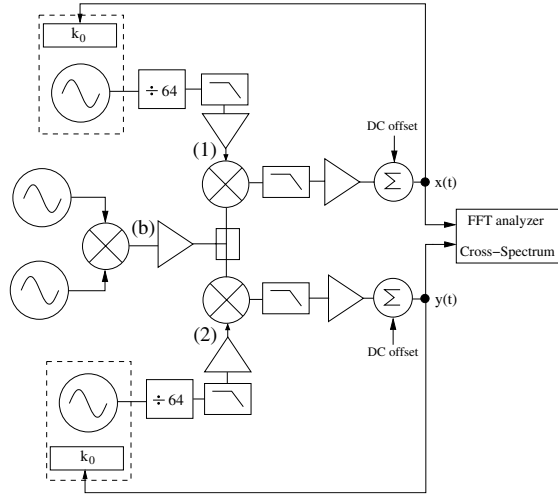 k₀
÷ 64
(1)
DC offset
Σ
x(t)
(b)
FFT analyzer
Cross−Spectrum
y(t)
Σ
(2)
DC offset
÷ 64
k₀